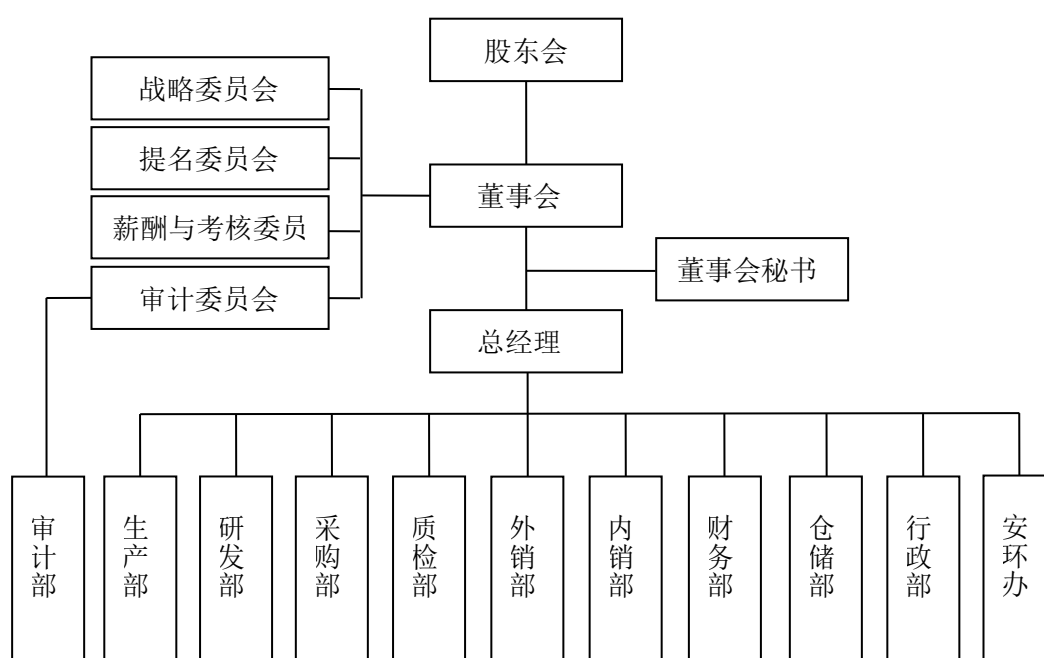 股东会
战略委员会
提名委员会
董事会
薪酬与考核委员
董事会秘书
审计委员会
总经理
审计部
生产部
研发部
采购部
质检部
外销部
内销部
财务部
仓储部
行政部
安环办